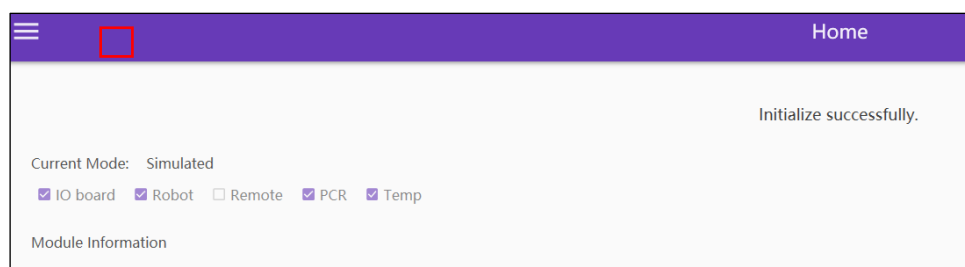 Home
Initialize successfully.
Current Mode: Simulated
IO board Robot Remote PCR Temp
Module Information